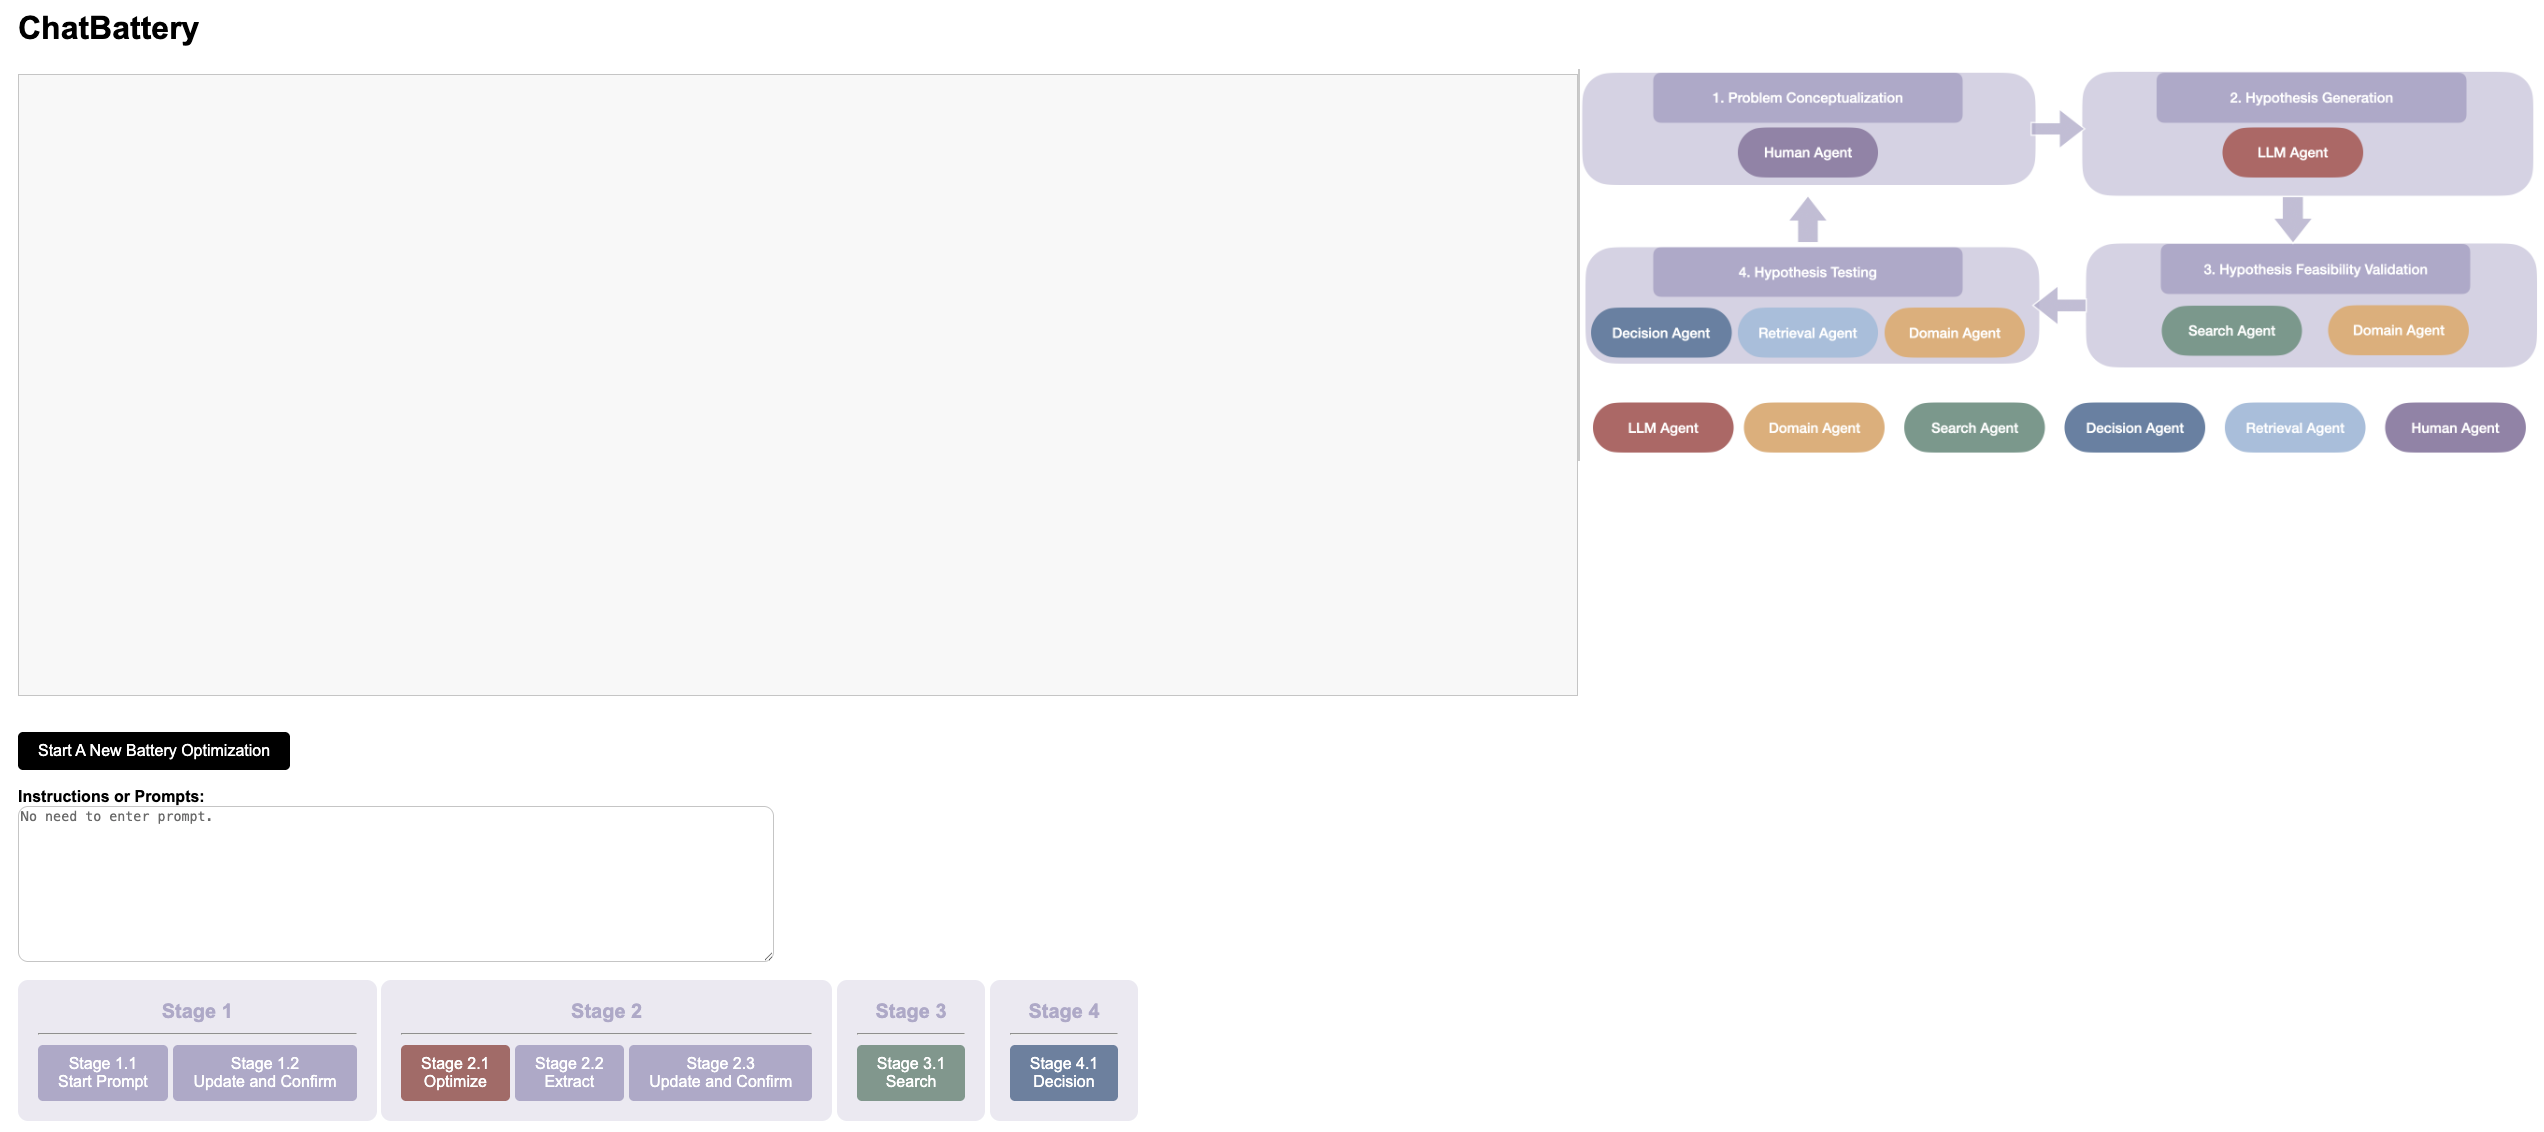 ChatBattery
1. Problem Conceptualization
Human Agent
2. Hypothesis Generation
LLM Agent
4. Hypothesis Testing
Decision Agent
Retrieval Agent
Domain Agent
3. Hypothesis Feasibility Validation
Search Agent
Domain Agent
LLM Agent
Domain Agent
Search Agent
Decision Agent
Retrieval Agent
Human Agent
Start A New Battery Optimization
Instructions or Prompts:
No need to enter prompt.
Stage 1
Stage 1.1
Start Prompt
Stage 1.2
Update and Confirm
Stage 2
Stage 2.1
Optimize
Stage 2.2
Extract
Stage 2.3
Update and Confirm
Stage 3
Stage 3.1
Search
Stage 4
Stage 4.1
Decision